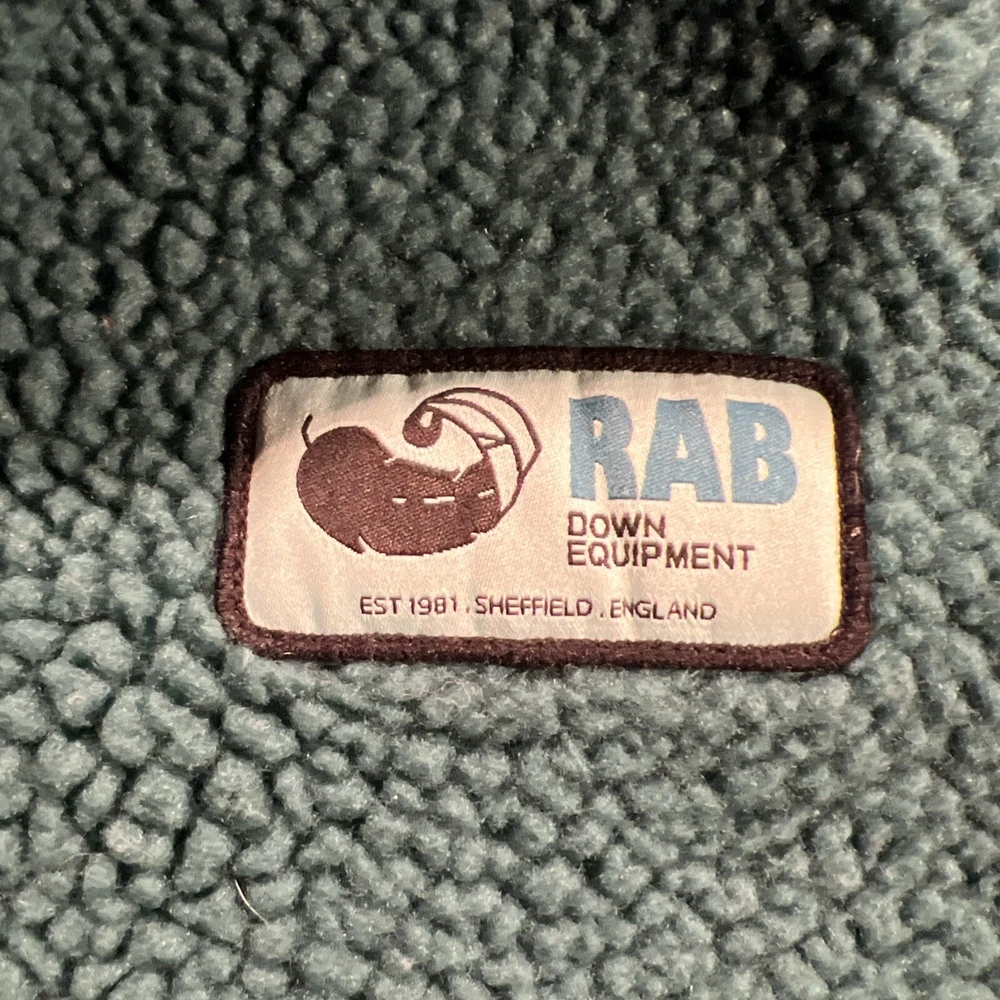 RAB
DOWN
EQUIPMENT
EST 1981 . SHEFFIELD . ENGLAND